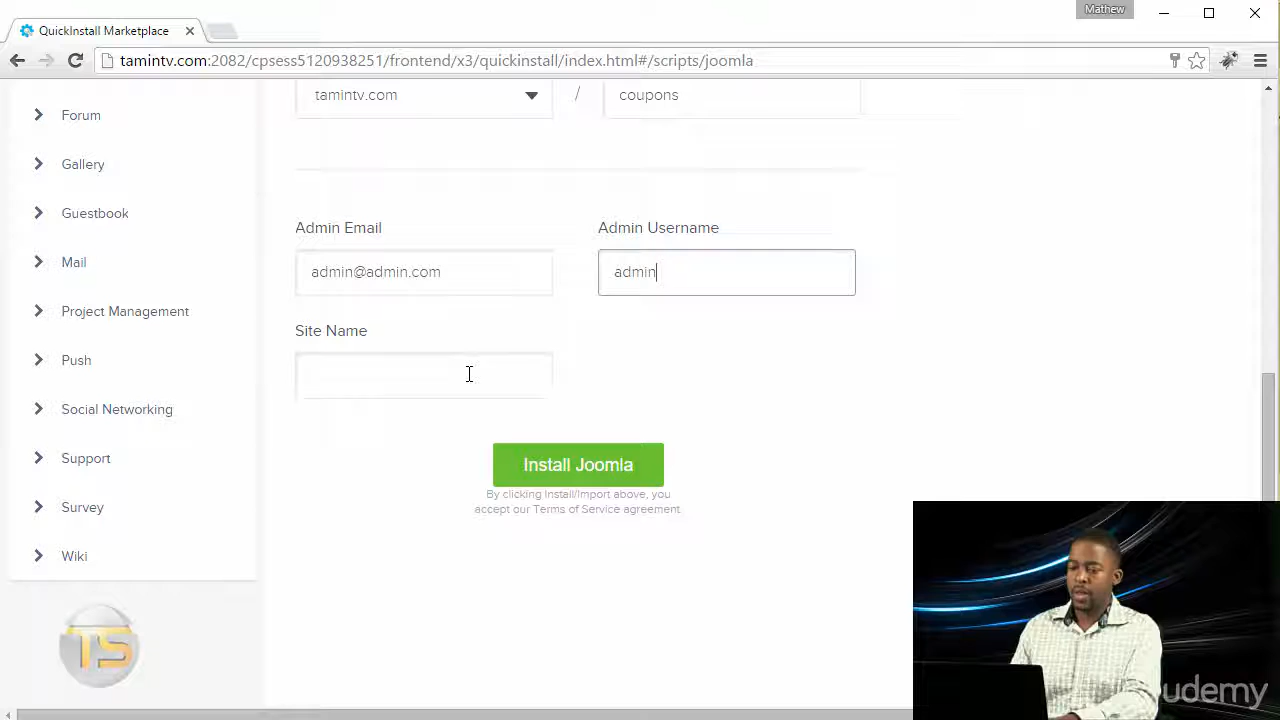 Mathew
QuickInstall Marketplace
tamintv.com:2082/cpsess5120938251/frontend/x3/quickinstall/index.html#/scripts/joomla
tamintv.com / coupons
Forum
Gallery
Guestbook
Mail
Project Management
Push
Social Networking
Support
Survey
Wiki
Admin Email
Admin Username
admin@admin.com
admin
Site Name
Install Joomla
By clicking Install/Import above, you
accept our Terms of Service agreement.
TS
udemy